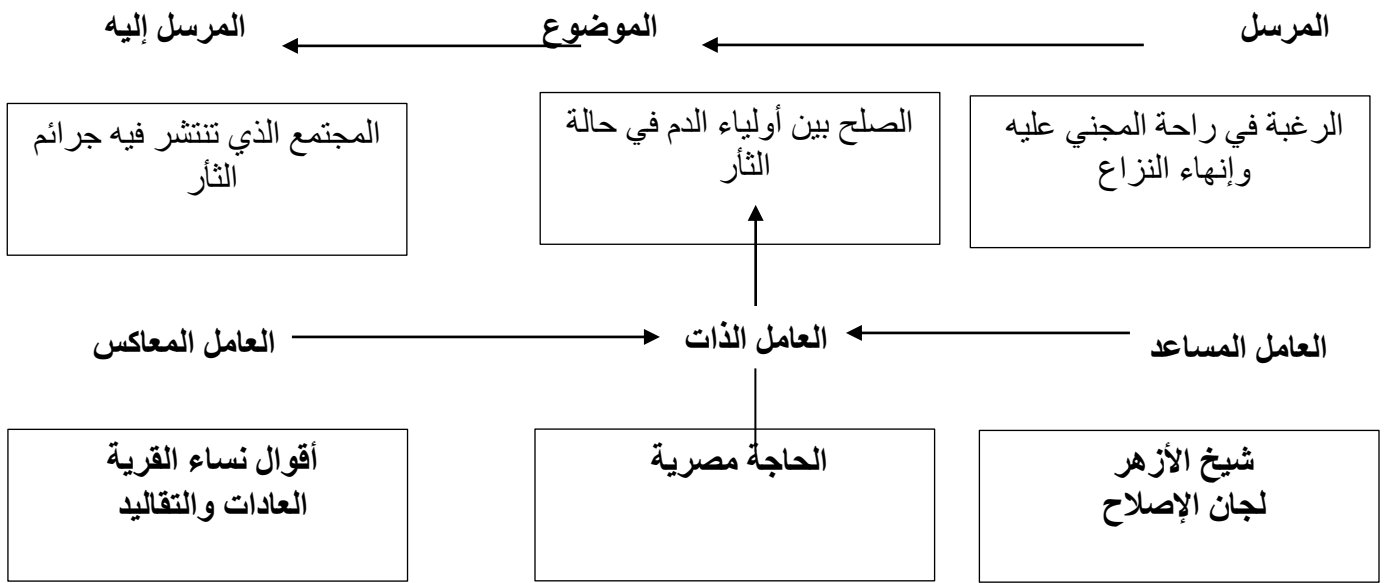 المرسل
الموضوع
المرسل إليه
الرغبة في راحة المجني عليه
وإنهاء النزاع
الصلح بين أولياء الدم في حالة
الثأر
المجتمع الذي تنتشر فيه جرائم
الثأر
العامل المساعد
العامل الذات
العامل المعاكس
شيخ الأزهر
لجان الإصلاح
الحاجة مصرية
أقوال نساء القرية
العادات والتقاليد